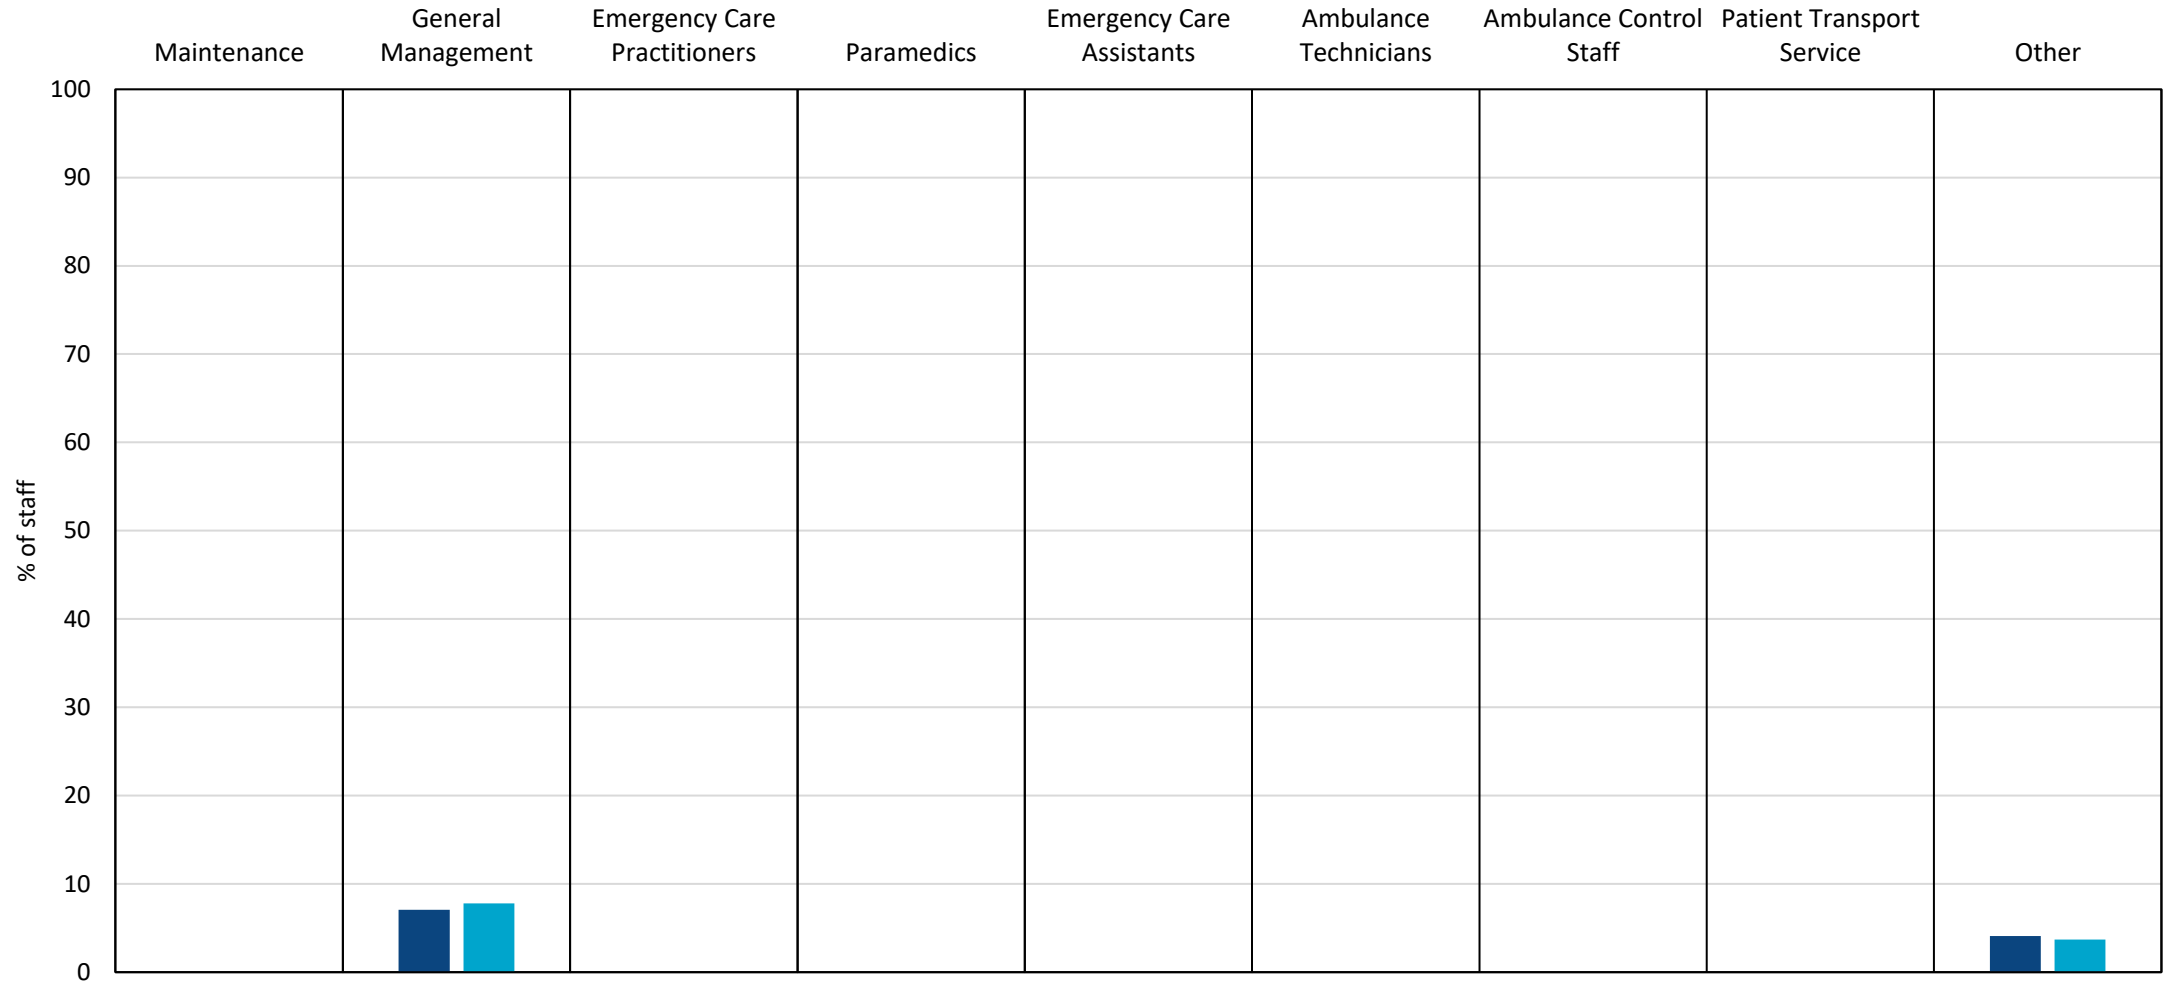 Maintenance
General
Management
Emergency Care
Practitioners
Paramedics
Emergency Care
Assistants
Ambulance
Technicians
Ambulance Control
Staff
Patient Transport
Service
Other
100
90
80
70
60
50
40
30
20
10
0
% of staff